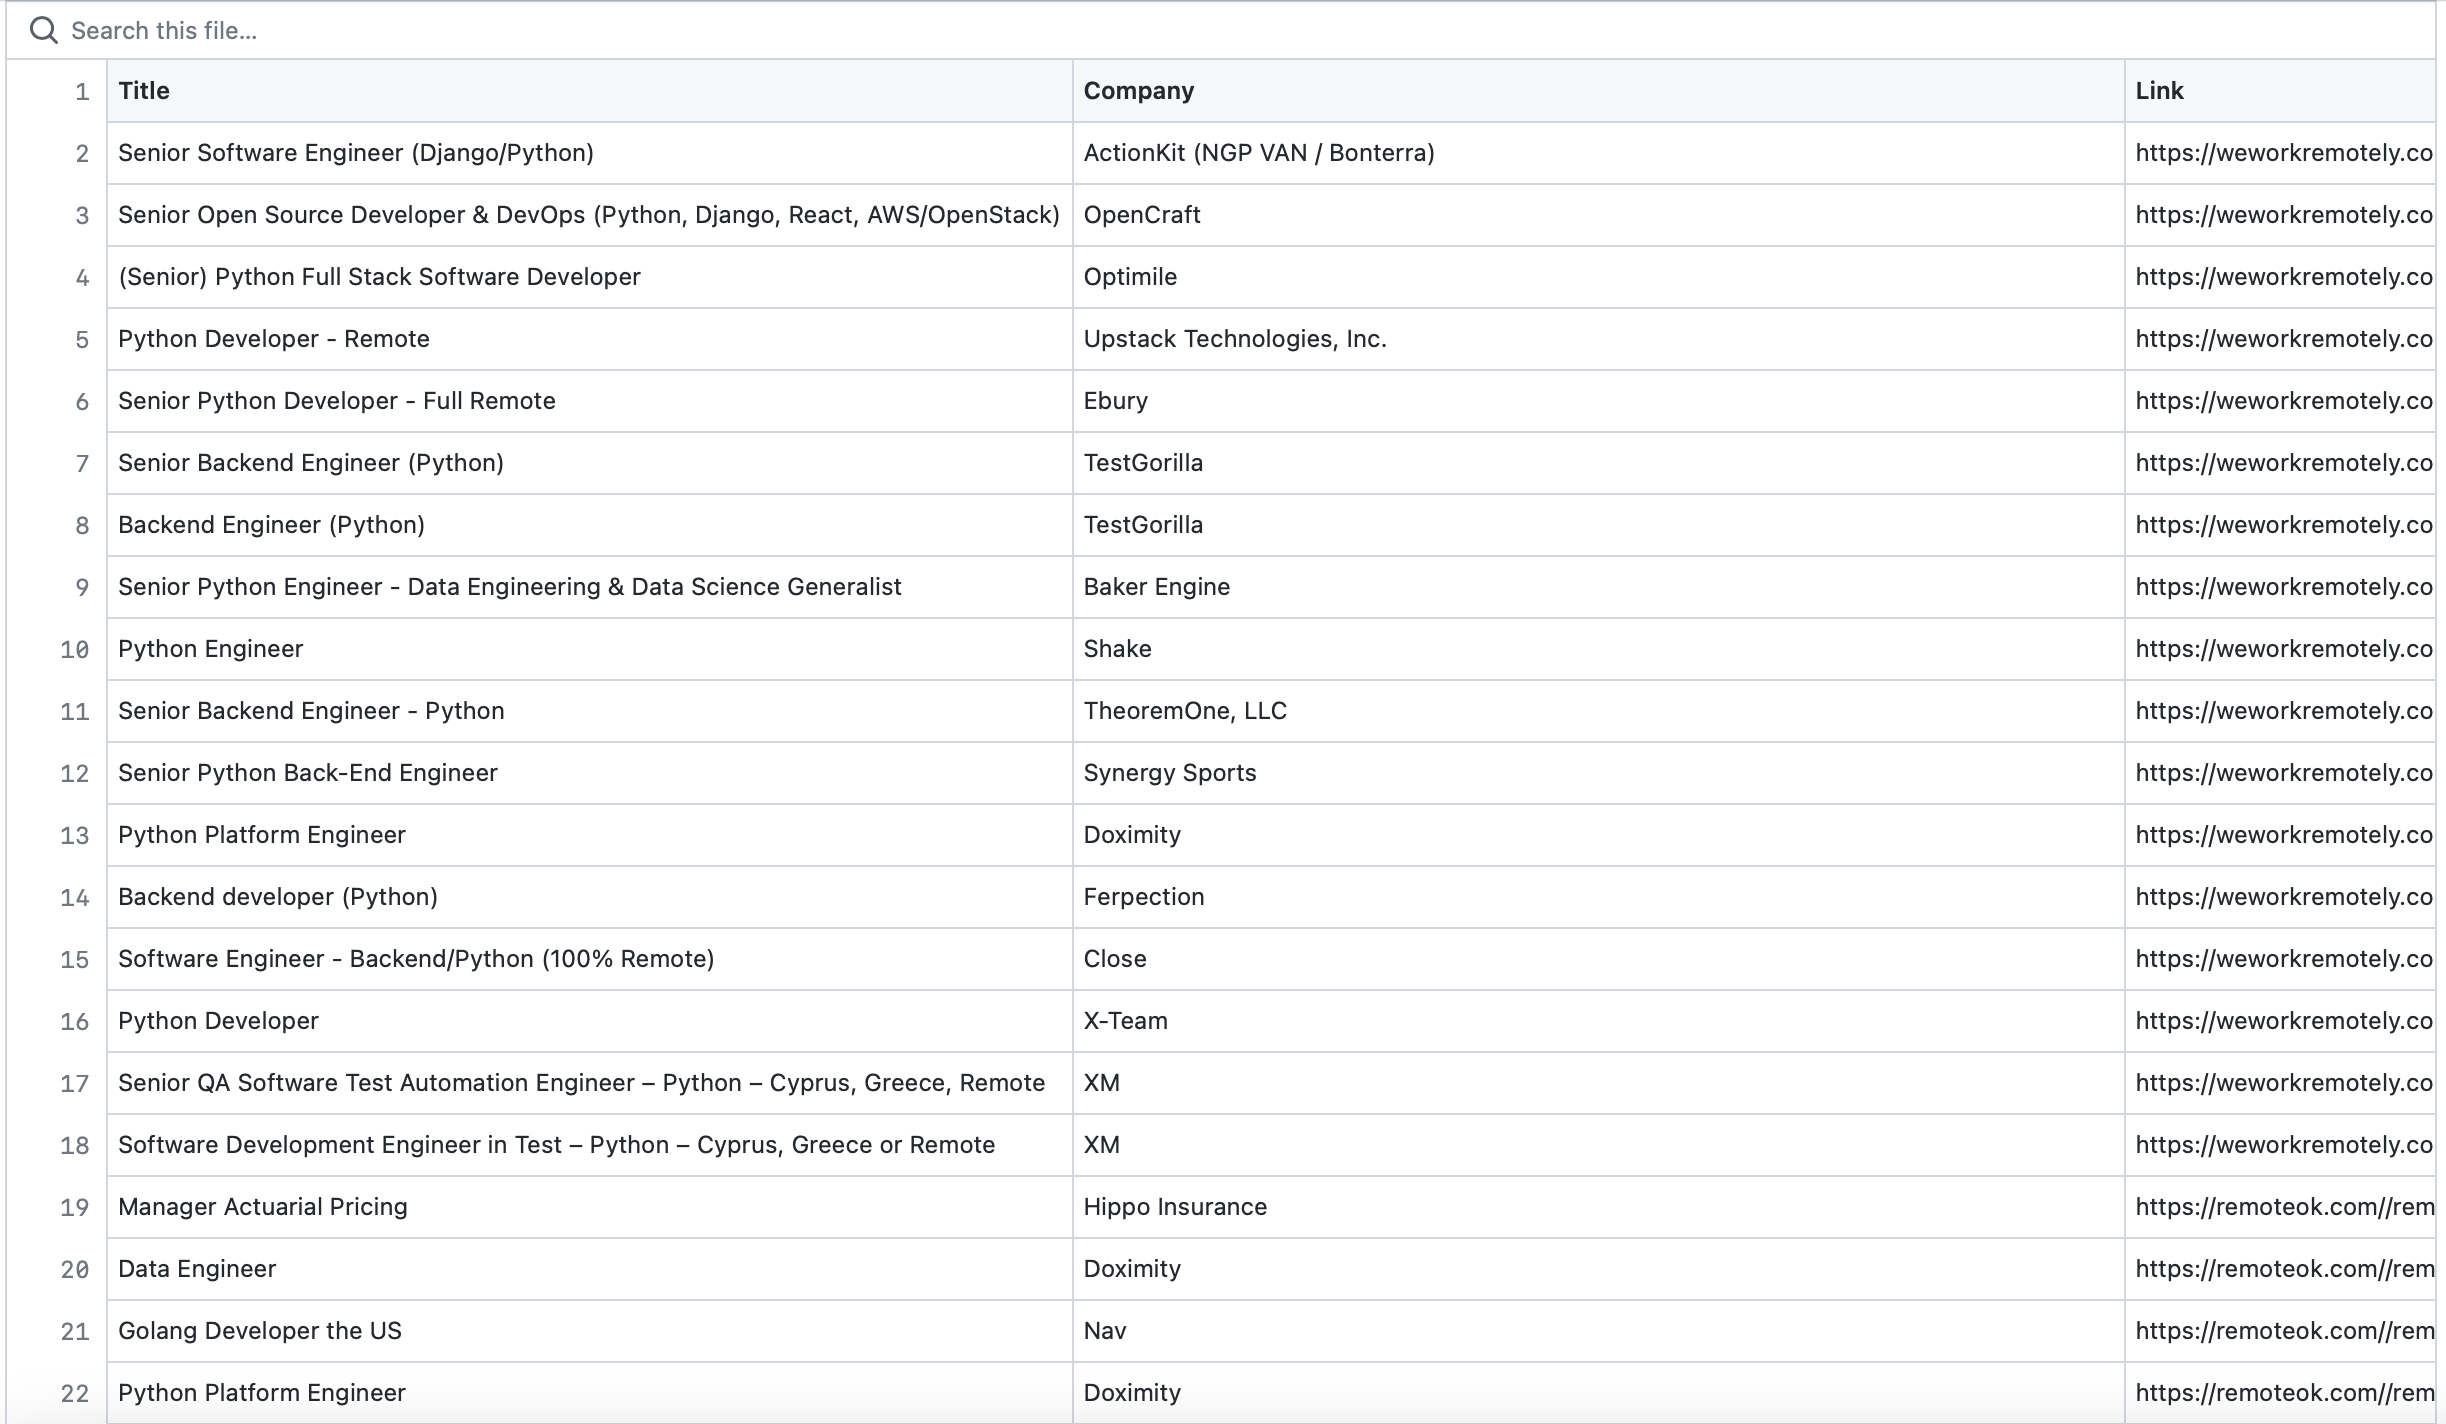 Search this file...
1 Title Company Link
2 Senior Software Engineer (Django/Python) ActionKit (NGP VAN / Bonterra) https://weworkremotely.co
3 Senior Open Source Developer & DevOps (Python, Django, React, AWS/OpenStack) OpenCraft https://weworkremotely.co
4 (Senior) Python Full Stack Software Developer Optimile https://weworkremotely.co
5 Python Developer - Remote Upstack Technologies, Inc. https://weworkremotely.co
6 Senior Python Developer - Full Remote Ebury https://weworkremotely.co
7 Senior Backend Engineer (Python) TestGorilla https://weworkremotely.co
8 Backend Engineer (Python) TestGorilla https://weworkremotely.co
9 Senior Python Engineer - Data Engineering & Data Science Generalist Baker Engine https://weworkremotely.co
10 Python Engineer Shake https://weworkremotely.co
11 Senior Backend Engineer - Python TheoremOne, LLC https://weworkremotely.co
12 Senior Python Back-End Engineer Synergy Sports https://weworkremotely.co
13 Python Platform Engineer Doximity https://weworkremotely.co
14 Backend developer (Python) Ferpection https://weworkremotely.co
15 Software Engineer - Backend/Python (100% Remote) Close https://weworkremotely.co
16 Python Developer X-Team https://weworkremotely.co
17 Senior QA Software Test Automation Engineer – Python – Cyprus, Greece, Remote XM https://weworkremotely.co
18 Software Development Engineer in Test – Python – Cyprus, Greece or Remote XM https://weworkremotely.co
19 Manager Actuarial Pricing Hippo Insurance https://remoteok.com//rem
20 Data Engineer Doximity https://remoteok.com//rem
21 Golang Developer the US Nav https://remoteok.com//rem
22 Python Platform Engineer Doximity https://remoteok.com//rem